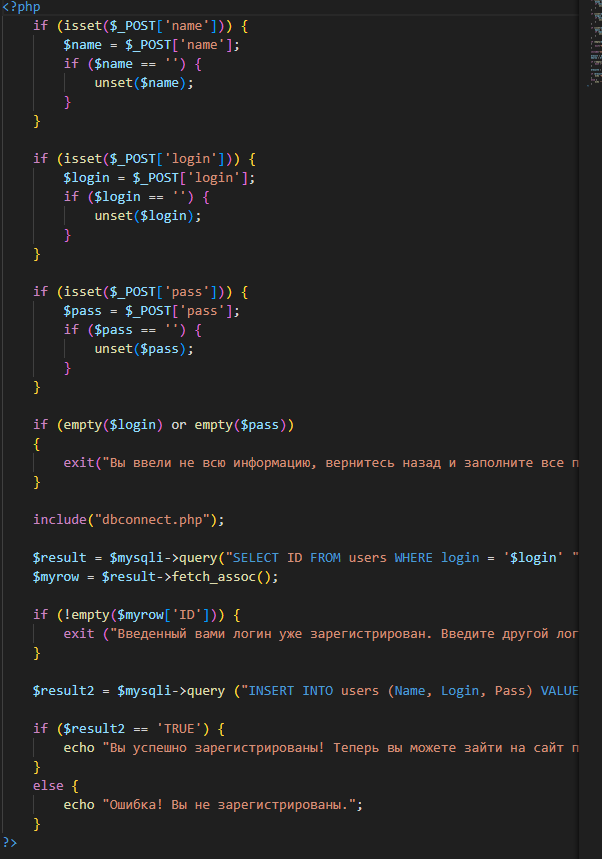 <?php
if (isset($_POST['name'])) {
$name = $_POST['name'];
if ($name == '') {
unset($name);
}
}
if (isset($_POST['login'])) {
$login = $_POST['login'];
if ($login == '') {
unset($login);
}
}
if (isset($_POST['pass'])) {
$pass = $_POST['pass'];
if ($pass == '') {
unset($pass);
}
}
if (empty($login) or empty($pass))
{
exit("Вы ввели не всю информацию, вернитесь назад и заполните все п
}
include("dbconnect.php");
$result = $mysqli->query("SELECT ID FROM users WHERE login = '$login' "
$myrow = $result->fetch_assoc();
if (!empty($myrow['ID'])) {
exit ("Введенный вами логин уже зарегистрирован. Введите другой лог
}
$result2 = $mysqli->query ("INSERT INTO users (Name, Login, Pass) VALUE
if ($result2 == 'TRUE') {
echo "Вы успешно зарегистрированы! Теперь вы можете зайти на сайт п
}
else {
echo "Ошибка! Вы не зарегистрированы.";
}
?>